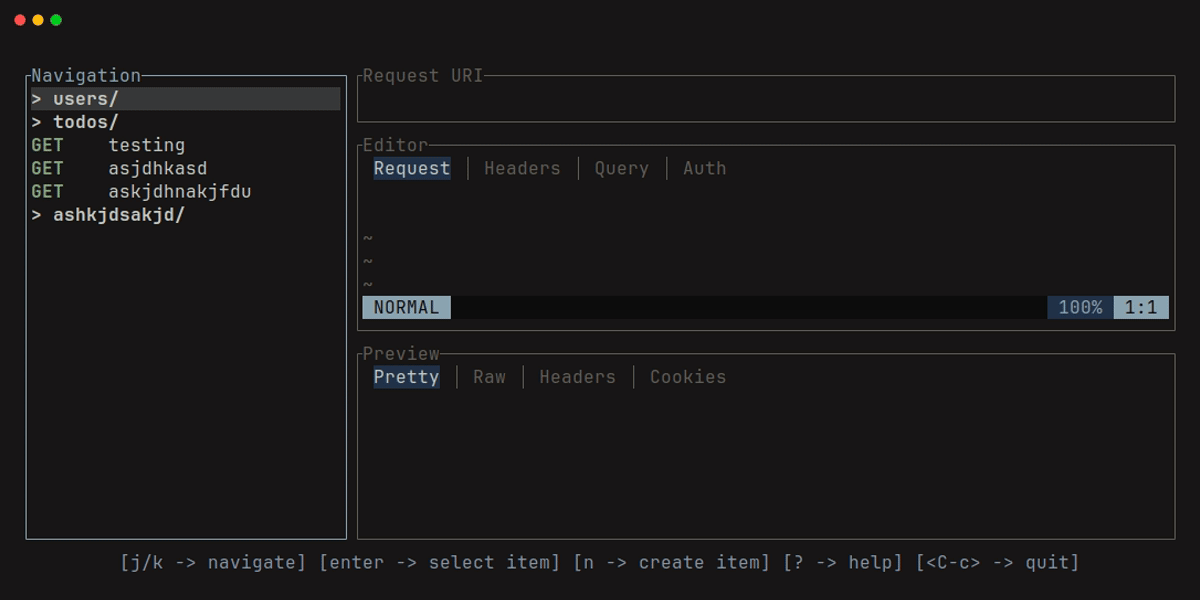 Navigation
> users/
> todos/
GET testing
GET asjdhkasd
GET askjdhnakjfdu
> ashkjdsakjd/
Request URI
Editor
Request │ Headers │ Query │ Auth
~
~
~
NORMAL 100% 1:1
Preview
Pretty │ Raw │ Headers │ Cookies
[j/k -> navigate] [enter -> select item] [n -> create item] [? -> help] [<C-c> -> quit]